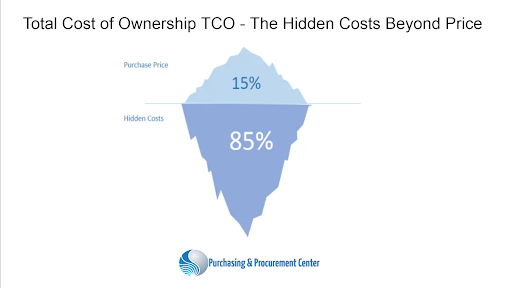 Total Cost of Ownership TCO - The Hidden Costs Beyond Price
Purchase Price
15%
Hidden Costs
85%
Purchasing & Procurement Center